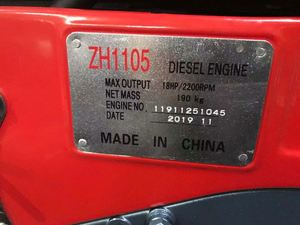 ZH1105 DIESEL ENGINE
MAX OUTPUT 18HP/2200RPM
NET MASS 190 kg
ENGINE NO. 11911251045
DATE 2019 11
MADE IN CHINA